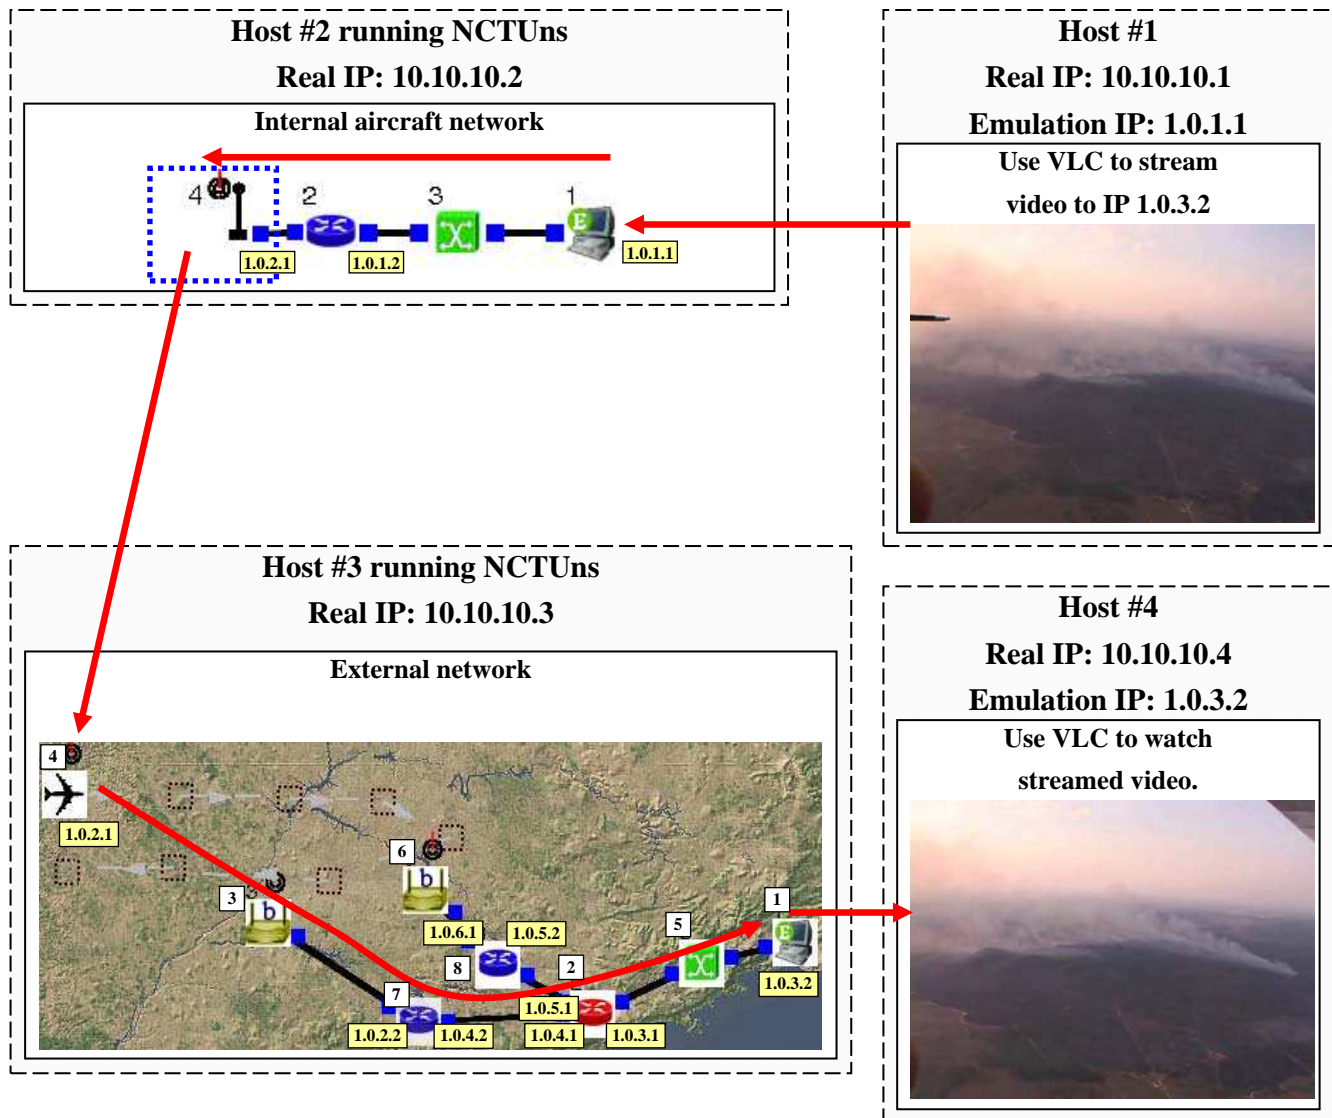 Host #2 running NCTUns
Real IP: 10.10.10.2
Internal aircraft network
4
2
3
1
E
1.0.2.1
1.0.1.2
1.0.1.1
Host #1
Real IP: 10.10.10.1
Emulation IP: 1.0.1.1
Use VLC to stream
video to IP 1.0.3.2
Host #3 running NCTUns
Real IP: 10.10.10.3
External network
4
1.0.2.1
6
b
3
b
1
E
5
1.0.6.1
1.0.5.2
8
2
1.0.3.2
7
1.0.5.1
1.0.2.2
1.0.4.2
1.0.4.1
1.0.3.1
Host #4
Real IP: 10.10.10.4
Emulation IP: 1.0.3.2
Use VLC to watch
streamed video.